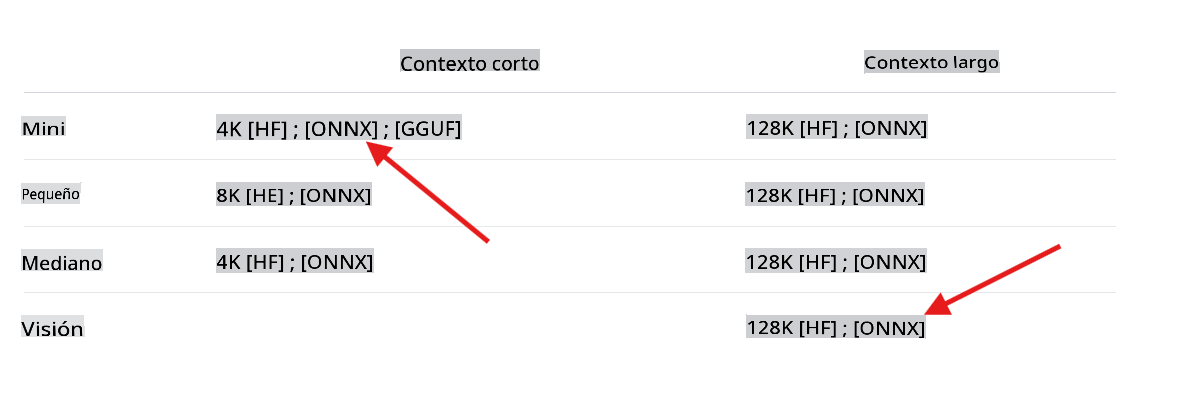 Contexto corto Contexto largo
Mini 4K [HF] ; [ONNX] ; [GGUF] 128K [HF] ; [ONNX]
Pequeño 8K [HE] ; [ONNX] 128K [HF] ; [ONNX]
Mediano 4K [HF] ; [ONNX] 128K [HF] ; [ONNX]
Visión 128K [HF] ; [ONNX]